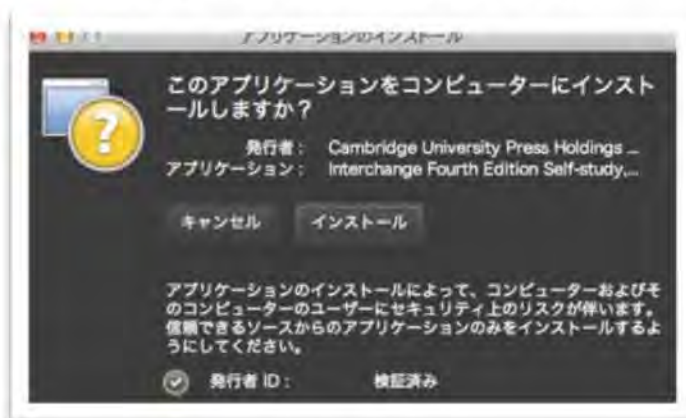 アプリケーションのインストール
このアプリケーションをコンピューターにインスト
ールしますか？
発行者： Cambridge University Press Holdings ...
アプリケーション： Interchange Fourth Edition Self-study,...
キャンセル インストール
アプリケーションのインストールによって、コンピューターおよびそ
のコンピューターのユーザーにセキュリティ上のリスクが伴います。
信頼できるソースからのアプリケーションのみをインストールするよ
うにしてください。
発行者 ID： 検証済み